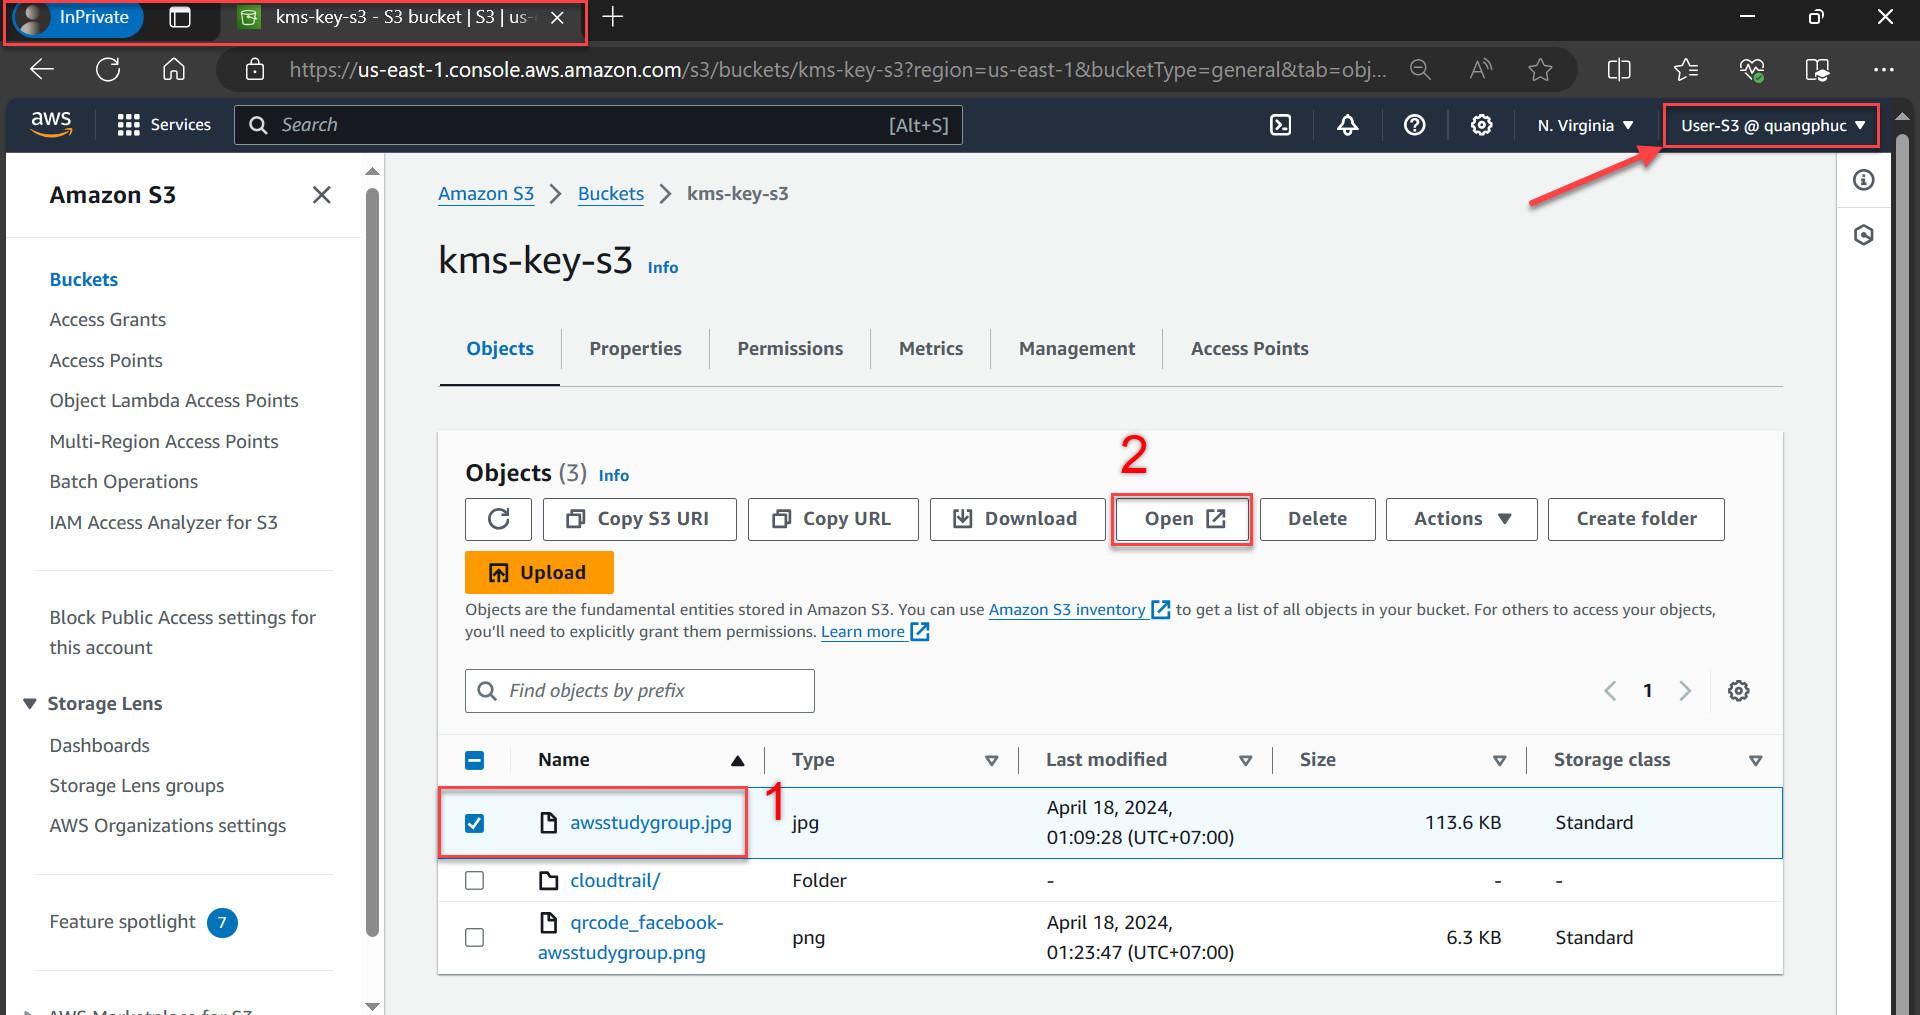 InPrivate
kms-key-s3 - S3 bucket | S3 | us-
https://us-east-1.console.aws.amazon.com/s3/buckets/kms-key-s3?region=us-east-1&bucketType=general&tab=obj...
aws
Services
Search
[Alt+S]
N. Virginia
User-S3 @ quangphuc
Amazon S3
Buckets
Access Grants
Access Points
Object Lambda Access Points
Multi-Region Access Points
Batch Operations
IAM Access Analyzer for S3
Block Public Access settings for
this account
Storage Lens
Dashboards
Storage Lens groups
AWS Organizations settings
Feature spotlight 7
AWS Marketplace for S3
Amazon S3 Buckets kms-key-s3
kms-key-s3 Info
Objects Properties Permissions Metrics Management Access Points
2
Objects (3) Info
Copy S3 URI Copy URL Download Open Delete Actions Create folder
Upload
Objects are the fundamental entities stored in Amazon S3. You can use Amazon S3 inventory to get a list of all objects in your bucket. For others to access your objects,
you'll need to explicitly grant them permissions. Learn more
Find objects by prefix
1
Name Type Last modified Size Storage class
1
awsstudygroup.jpg jpg April 18, 2024, 113.6 KB Standard
01:09:28 (UTC+07:00)
cloudtrail/ Folder - - -
qrcode_facebook- png April 18, 2024, 6.3 KB Standard
awsstudygroup.png 01:23:47 (UTC+07:00)